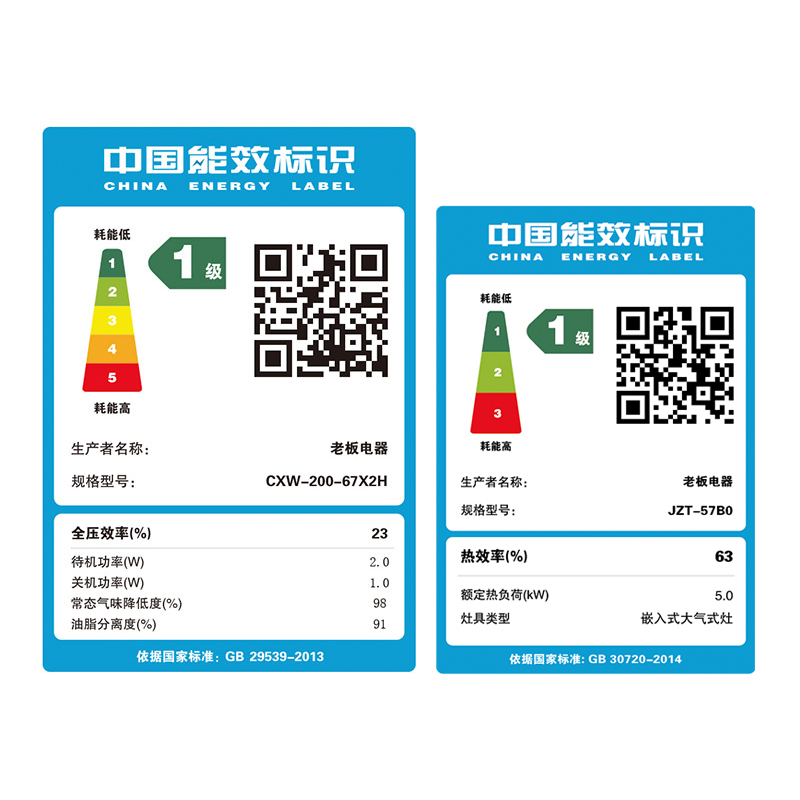 中国能效标识
CHINA ENERGY LABEL
耗能低
1
2
3
4
5
耗能高
1级
生产者名称： 老板电器
规格型号： CXW-200-67X2H
全压效率(%) 23
待机功率(W) 2.0
关机功率(W) 1.0
常态气味降低度(%) 98
油脂分离度(%) 91
依据国家标准：GB 29539-2013
中国能效标识
CHINA ENERGY LABEL
耗能低
1
2
3
耗能高
1级
生产者名称： 老板电器
规格型号： JZT-57B0
热效率(%) 63
额定热负荷(kW) 5.0
灶具类型 嵌入式大气式灶
依据国家标准：GB 30720-2014